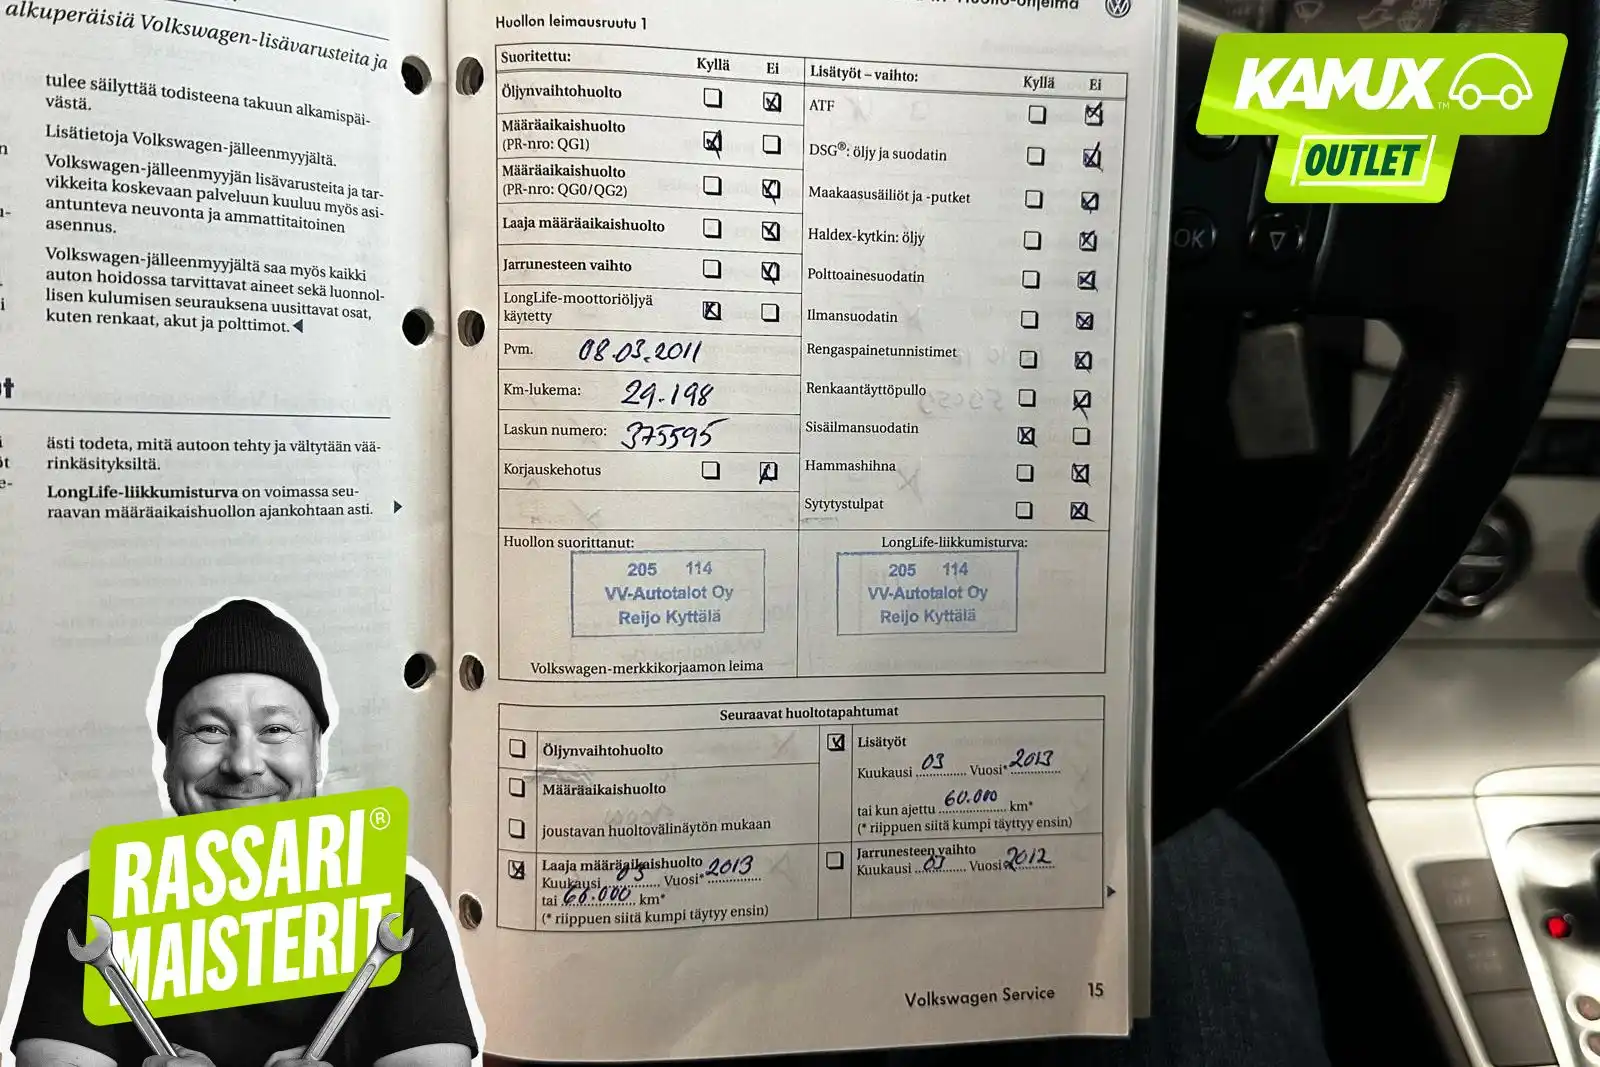 alkuperäisiä Volkswagen-lisävarusteita ja
tulee säilyttää todisteena takuun alkamispäi-
västä.
Lisätietoja Volkswagen-jälleenmyyjältä.
Volkswagen-jälleenmyyjän lisävarusteita ja tar-
vikkeita koskevaan palveluun kuuluu myös asi-
antunteva neuvonta ja ammattitaitoinen
asennus.
Volkswagen-jälleenmyyjältä saa myös kaikki
auton hoidossa tarvittavat aineet sekä luonnol-
lisen kulumisen seurauksena uusittavat osat,
kuten renkaat, akut ja polttimot.
ästi todeta, mitä autoon tehty ja vältytään vää-
rinkäsityksiltä.
LongLife-liikkumisturva on voimassa seu-
raavan määräaikaishuollon ajankohtaan asti.
Huollon leimausruutu 1
Suoritettu: Kyllä Ei
Öljynvaihtohuolto
Määräaikaishuolto
(PR-nro: QG1)
Määräaikaishuolto
(PR-nro: QG0/QG2)
Laaja määräaikaishuolto
Jarrunesteen vaihto
LongLife-moottoriöljyä
käytetty
Pvm. 08.03.2011
Km-lukema: 29.198
Laskun numero: 375595
Korjauskehotus
Lisätyöt – vaihto: Kyllä Ei
ATF
DSG®: öljy ja suodatin
Maakaasusäiliöt ja -putket
Haldex-kytkin: öljy
Polttoainesuodatin
Ilmansuodatin
Rengaspainetunnistimet
Renkaantäyttöpullo
Sisäilmansuodatin
Hammashihna
Sytytystulpat
Huollon suorittanut:
205 114
VV-Autotalot Oy
Reijo Kyttälä
Volkswagen-merkkikorjaamon leima
LongLife-liikkumisturva:
205 114
VV-Autotalot Oy
Reijo Kyttälä
Seuraavat huoltotapahtumat
Öljynvaihtohuolto
Määräaikaishuolto
joustavan huoltovälinäytön mukaan
Laaja määräaikaishuolto
Kuukausi 03 Vuosi* 2013
tai 60.000 km*
(* riippuen siitä kumpi täytyy ensin)
Lisätyöt
Kuukausi 03 Vuosi* 2013
tai kun ajettu 60.000 km*
(* riippuen siitä kumpi täyttyy ensin)
Jarrunesteen vaihto
Kuukausi 03 Vuosi 2012
Volkswagen Service 15
KAMUX™
OUTLET
OK
RASSARI®
MAISTERIT